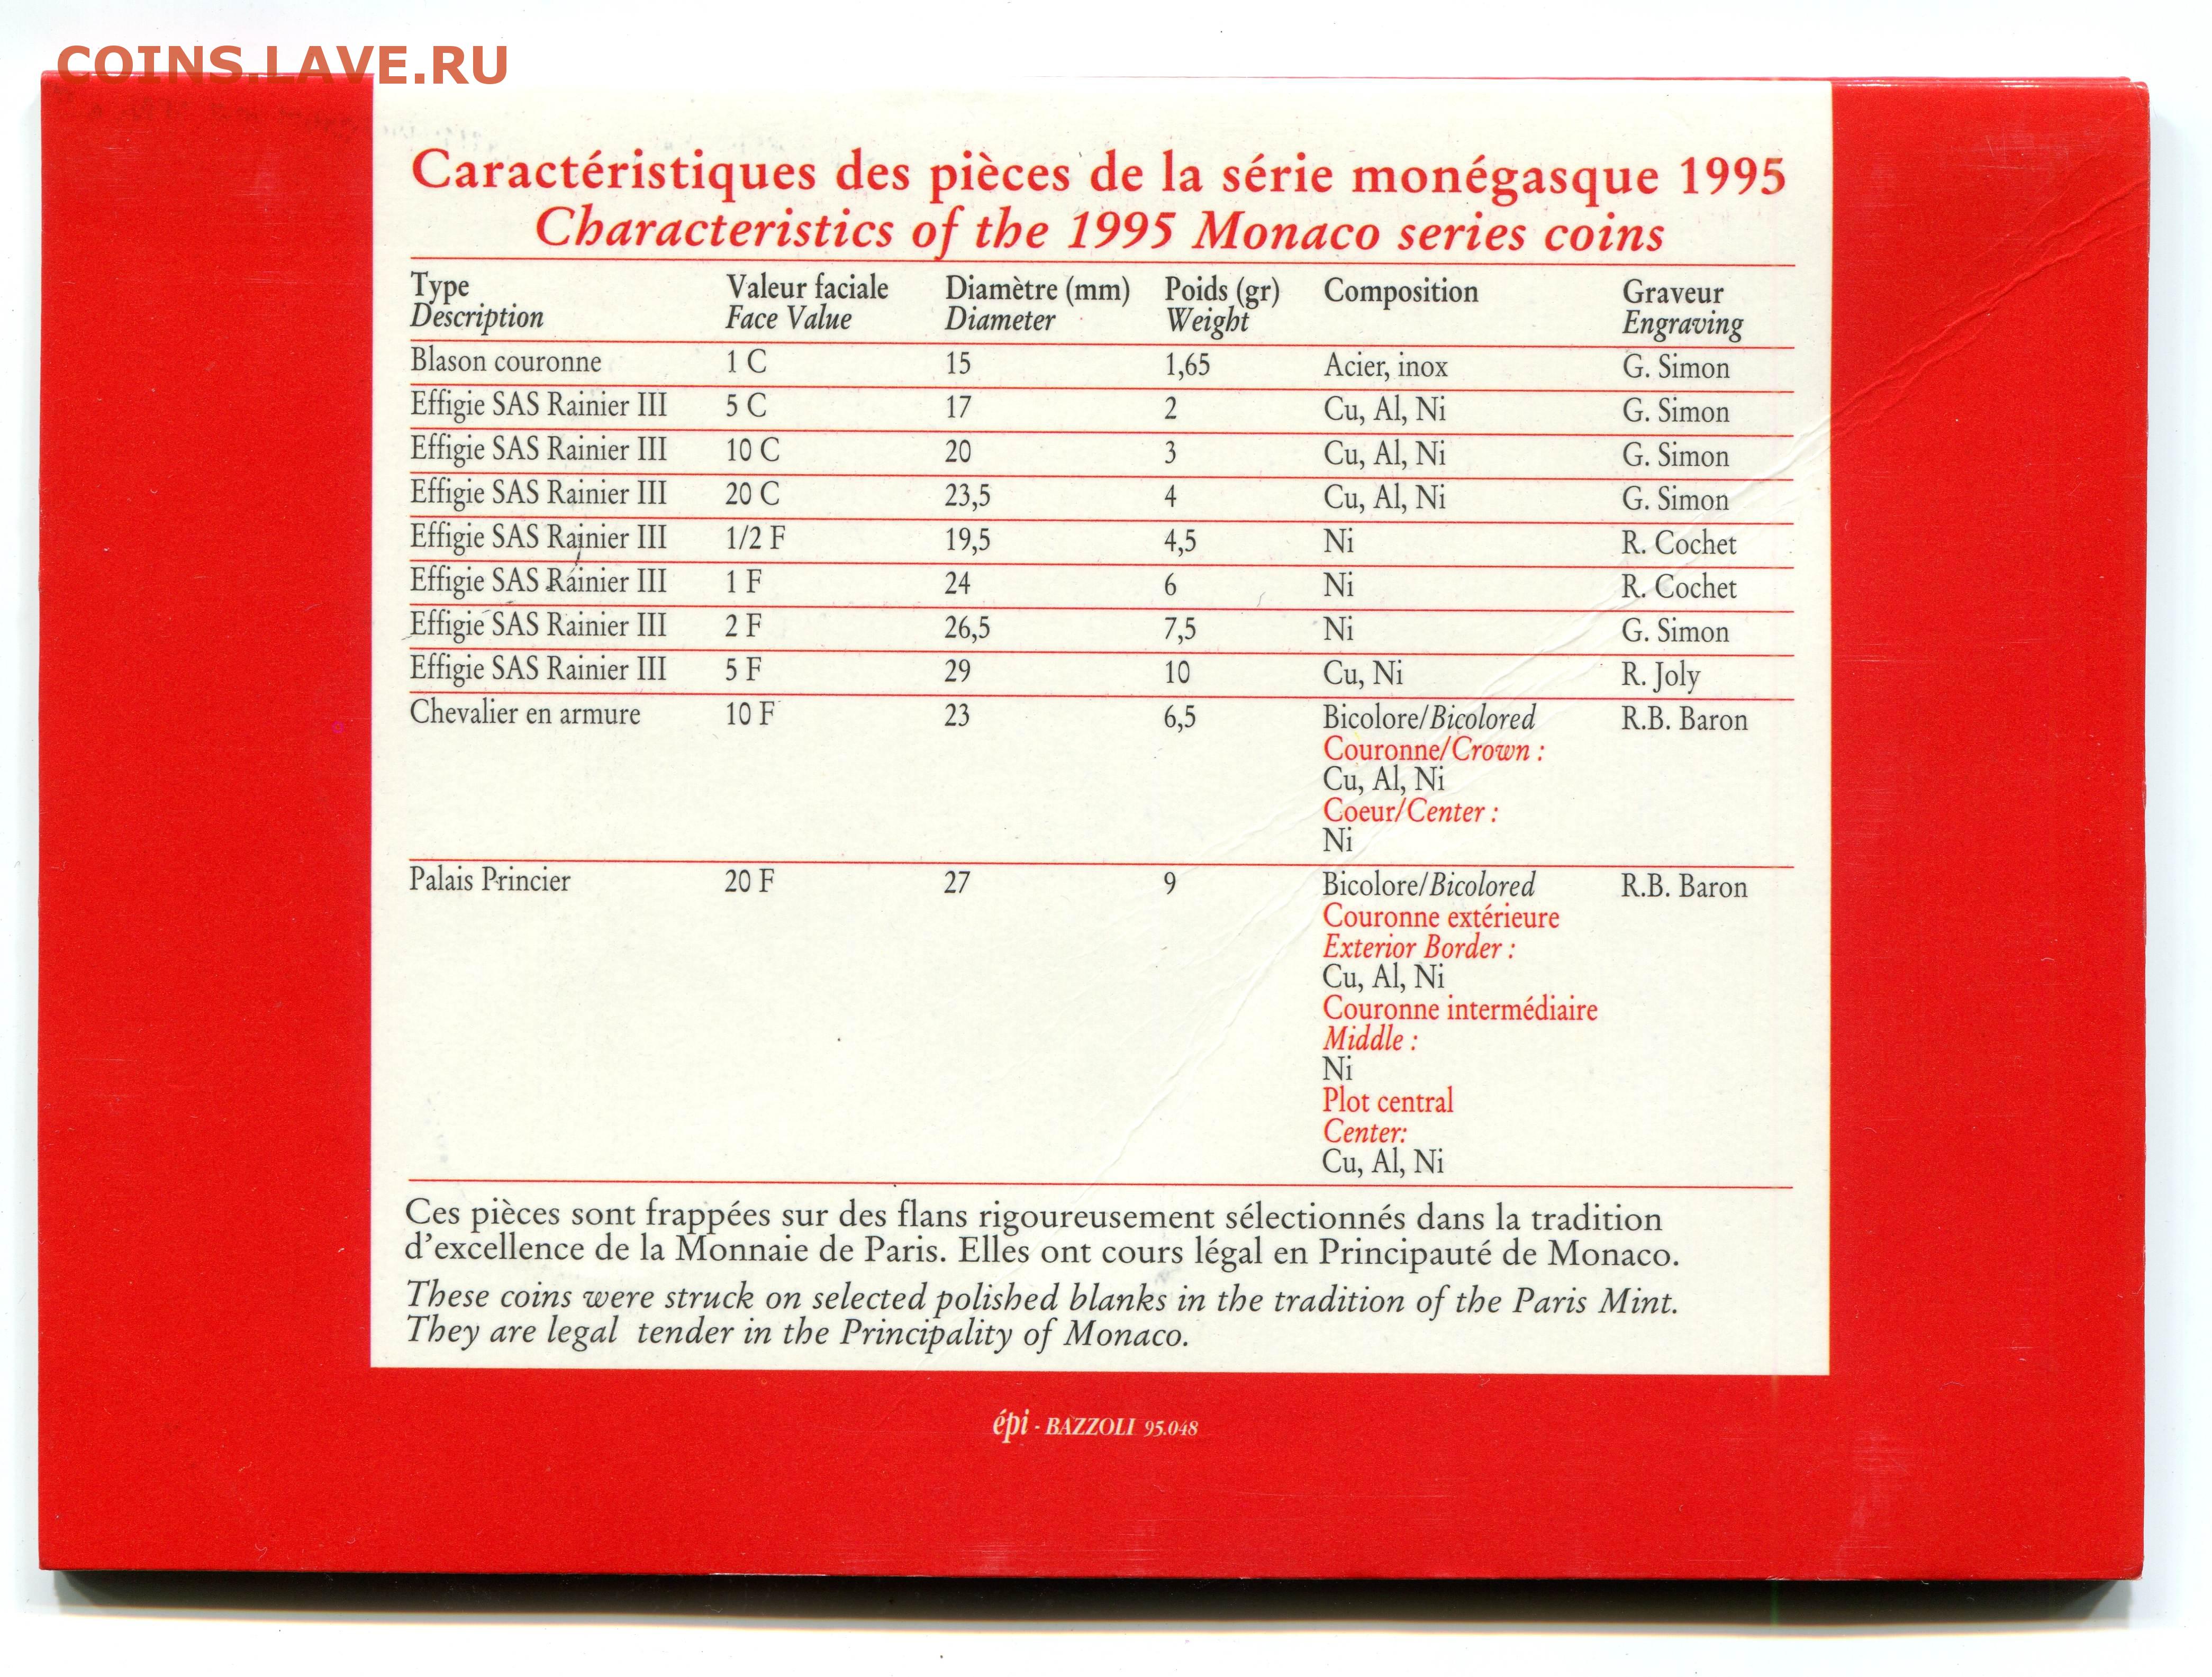 COINS.LAVE.RU
Caractéristiques des pièces de la série monégasque 1995
Characteristics of the 1995 Monaco series coins
Type Valeur faciale Diamètre (mm) Poids (gr) Composition Graveur
Description Face Value Diameter Weight Engraving
Blason couronne 1 C 15 1,65 Acier, inox G. Simon
Effigie SAS Rainier III 5 C 17 2 Cu, Al, Ni G. Simon
Effigie SAS Rainier III 10 C 20 3 Cu, Al, Ni G. Simon
Effigie SAS Rainier III 20 C 23,5 4 Cu, Al, Ni G. Simon
Effigie SAS Rainier III 1/2 F 19,5 4,5 Ni R. Cochet
Effigie SAS Rainier III 1 F 24 6 Ni R. Cochet
Effigie SAS Rainier III 2 F 26,5 7,5 Ni G. Simon
Effigie SAS Rainier III 5 F 29 10 Cu, Ni R. Joly
Chevalier en armure 10 F 23 6,5 Bicolore/Bicolored R.B. Baron
Couronne/Crown :
Cu, Al, Ni
Coeur/Center :
Ni
Palais Princier 20 F 27 9 Bicolore/Bicolored R.B. Baron
Couronne extérieure
Exterior Border :
Cu, Al, Ni
Couronne intermédiaire
Middle :
Ni
Plot central
Center:
Cu, Al, Ni
Ces pièces sont frappées sur des flans rigoureusement sélectionnés dans la tradition
d'excellence de la Monnaie de Paris. Elles ont cours légal en Principauté de Monaco.
These coins were struck on selected polished blanks in the tradition of the Paris Mint.
They are legal tender in the Principality of Monaco.
épi - BAZZOLI 95.048